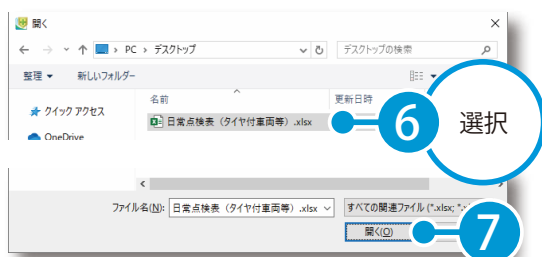 開く
PC › デスクトップ
デスクトップの検索
整理 新しいフォルダー
名前 更新日時
クイック アクセス
日常点検表（タイヤ付車両等）.xlsx
6 選択
OneDrive
ファイル名(N): 日常点検表（タイヤ付車両等）.xlsx すべての関連ファイル (*.xlsx;
開く(O)
7